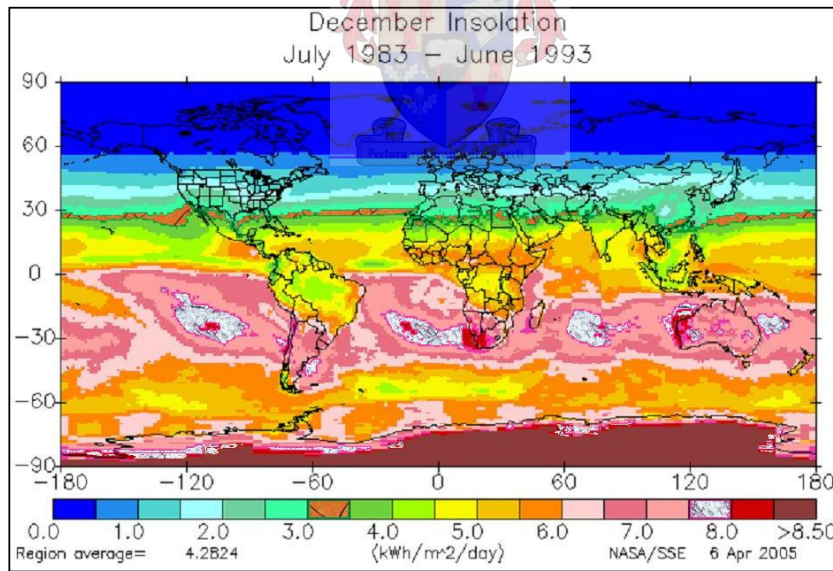 December Insolation
July 1983 – June 1993
90
60
30
0
-30
-60
-90
-180 -120 -60 0 60 120 180
0.0 1.0 2.0 3.0 4.0 5.0 6.0 7.0 8.0 >8.50
Region average= 4.2824 (kWh/m^2/day) NASA/SSE 6 Apr 2005